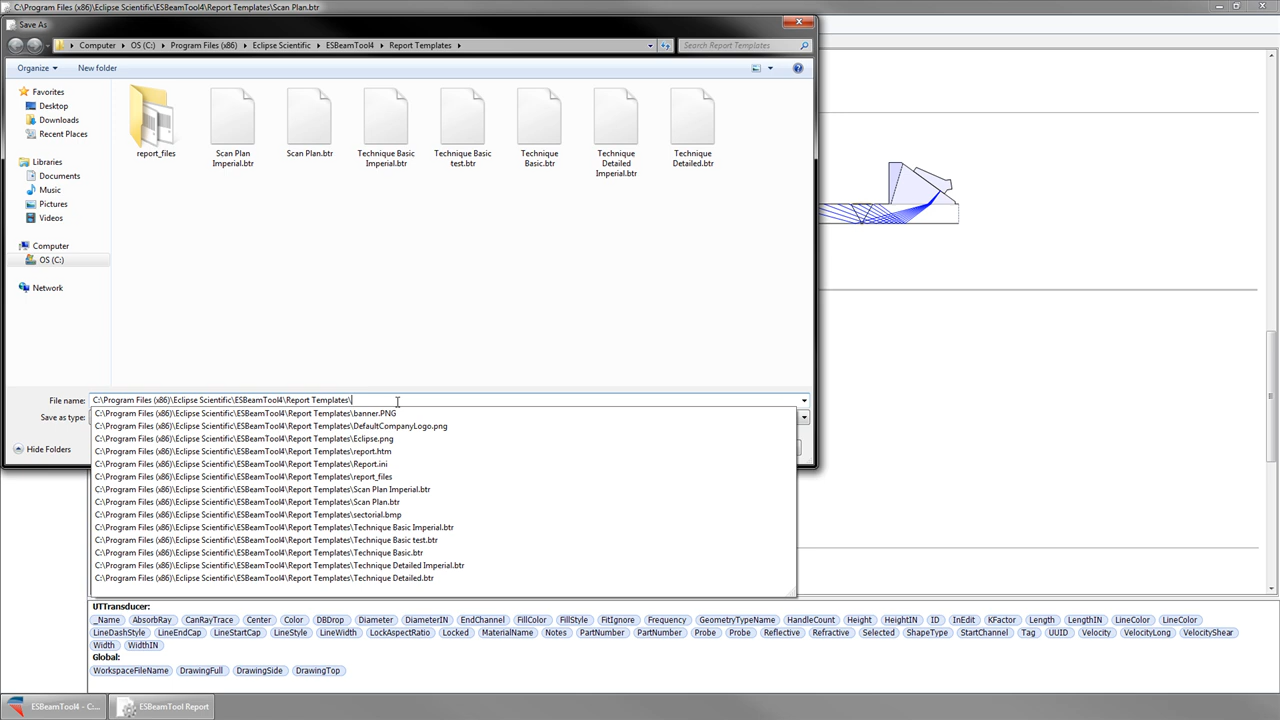 C:\Program Files (x86)\Eclipse Scientific\ESBeamTool4\Report Templates\Scan Plan.btr
Save As
Computer OS (C:) Program Files (x86) Eclipse Scientific ESBeamTool4 Report Templates
Search Report Templates
Organize New folder
Favorites
Desktop
Downloads
Recent Places
Libraries
Documents
Music
Pictures
Videos
Computer
OS (C:)
Network
report_files
Scan Plan Imperial.btr
Scan Plan.btr
Technique Basic Imperial.btr
Technique Basic test.btr
Technique Basic.btr
Technique Detailed Imperial.btr
Technique Detailed.btr
File name: C:\Program Files (x86)\Eclipse Scientific\ESBeamTool4\Report Templates\
Save as type:
C:\Program Files (x86)\Eclipse Scientific\ESBeamTool4\Report Templates\banner.PNG
C:\Program Files (x86)\Eclipse Scientific\ESBeamTool4\Report Templates\DefaultCompanyLogo.png
C:\Program Files (x86)\Eclipse Scientific\ESBeamTool4\Report Templates\Eclipse.png
C:\Program Files (x86)\Eclipse Scientific\ESBeamTool4\Report Templates\report.htm
C:\Program Files (x86)\Eclipse Scientific\ESBeamTool4\Report Templates\Report.ini
C:\Program Files (x86)\Eclipse Scientific\ESBeamTool4\Report Templates\report_files
C:\Program Files (x86)\Eclipse Scientific\ESBeamTool4\Report Templates\Scan Plan Imperial.btr
C:\Program Files (x86)\Eclipse Scientific\ESBeamTool4\Report Templates\Scan Plan.btr
C:\Program Files (x86)\Eclipse Scientific\ESBeamTool4\Report Templates\sectorial.bmp
C:\Program Files (x86)\Eclipse Scientific\ESBeamTool4\Report Templates\Technique Basic Imperial.btr
C:\Program Files (x86)\Eclipse Scientific\ESBeamTool4\Report Templates\Technique Basic test.btr
C:\Program Files (x86)\Eclipse Scientific\ESBeamTool4\Report Templates\Technique Basic.btr
C:\Program Files (x86)\Eclipse Scientific\ESBeamTool4\Report Templates\Technique Detailed Imperial.btr
C:\Program Files (x86)\Eclipse Scientific\ESBeamTool4\Report Templates\Technique Detailed.btr
Hide Folders
UTTransducer:
_Name AbsorbRay CanRayTrace Center Color DBDrop Diameter DiameterIN EndChannel FillColor FillStyle FitIgnore Frequency GeometryTypeName HandleCount Height HeightIN ID InEdit KFactor Length LengthIN LineColor LineColor
LineDashStyle LineEndCap LineStartCap LineStyle LineWidth LockAspectRatio Locked MaterialName Notes PartNumber PartNumber Probe Probe Reflective Refractive Selected ShapeType StartChannel Tag UUID Velocity VelocityLong VelocityShear
Width WidthIN
Global:
WorkspaceFileName DrawingFull DrawingSide DrawingTop
ESBeamTool4 - C:... ESBeamTool Report